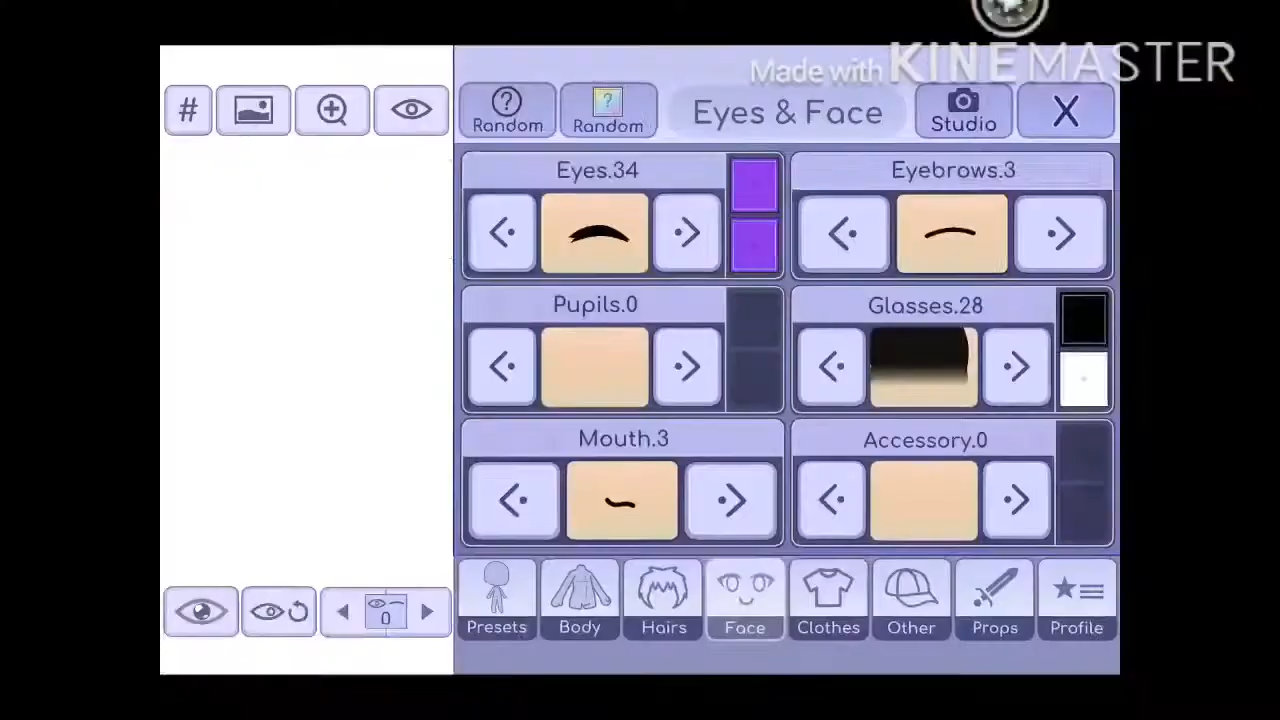 Made with KINEMASTER
#
? Random
? Random
Eyes & Face
Studio
X
Eyes.34
Eyebrows.3
Pupils.0
Glasses.28
Mouth.3
Accessory.0
0
Presets
Body
Hairs
Face
Clothes
Other
Props
Profile